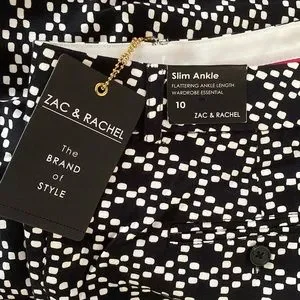 ZAC & RACHEL
The
BRAND
of
STYLE
Slim Ankle
FLATTERING ANKLE LENGTH
WARDROBE ESSENTIAL
10
ZAC & RACHEL